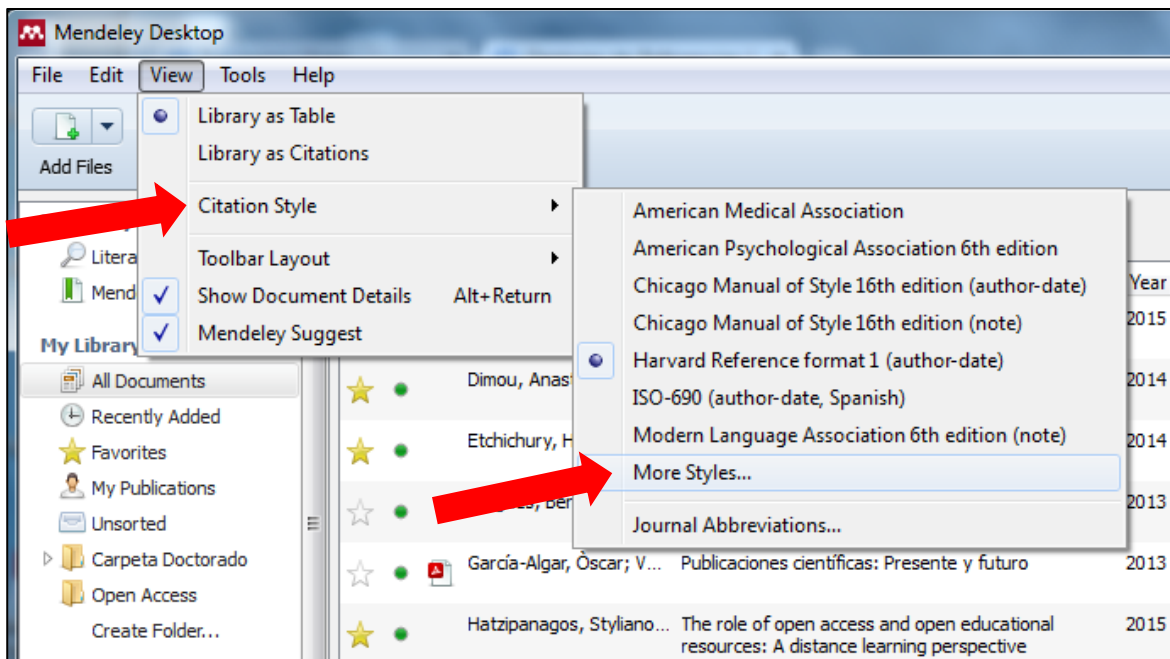 Mendeley Desktop
File Edit View Tools Help
Add Files
Library as Table
Library as Citations
Citation Style
Toolbar Layout
Show Document Details Alt+Return
Mendeley Suggest
American Medical Association
American Psychological Association 6th edition
Chicago Manual of Style 16th edition (author-date)
Chicago Manual of Style 16th edition (note)
Harvard Reference format 1 (author-date)
ISO-690 (author-date, Spanish)
Modern Language Association 6th edition (note)
More Styles...
Journal Abbreviations...
Litera
Mend
My Library
All Documents
Recently Added
Favorites
My Publications
Unsorted
Carpeta Doctorado
Open Access
Create Folder...
Year
2015
Dimou, Anast 2014
Etchichury, H 2014
2013
García-Algar, Òscar; V... Publicaciones científicas: Presente y futuro 2013
Hatzipanagos, Styliano... The role of open access and open educational 2015
resources: A distance learning perspective